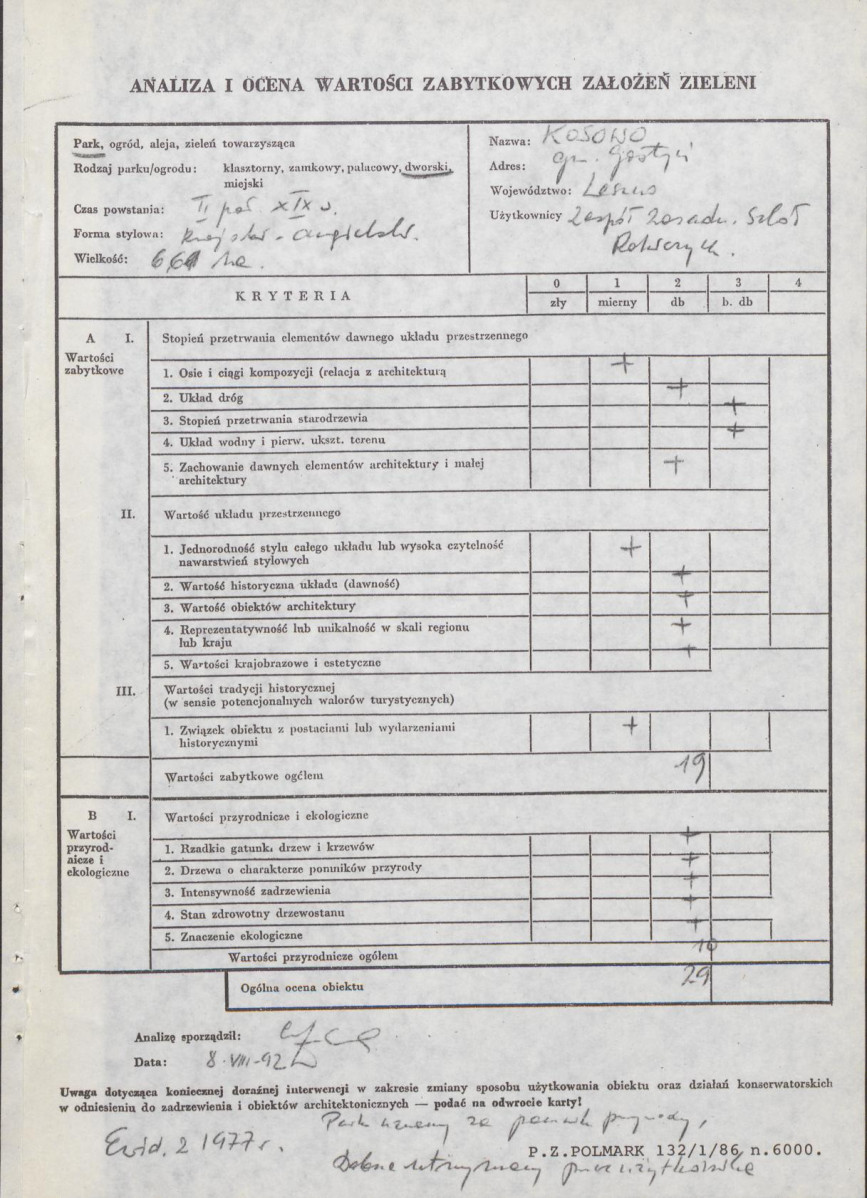 ANALIZA I OCENA WARTOŚCI ZABYTKOWYCH ZAŁOŻEŃ ZIELENI
Park, ogród, aleja, zieleń towarzysząca
Rodzaj parku/ogrodu: klasztorny, zamkowy, pałacowy, dworski,
miejski
Czas powstania: II poł XIX w.
Forma stylowa: krajobr. - angielski.
Wielkość: ha.
Nazwa: KOSOWO
Adres: gm. Gostyń
Województwo: Leszno
Użytkownicy Zespół Zasadn. Szkół
Rolniczych.
KRYTERIA
0 1 2 3 4
zły mierny db b. db
A I. Stopień przetrwania elementów dawnego układu przestrzennego
Wartości
zabytkowe
1. Osie i ciągi kompozycji (relacja z architekturą +
2. Układ dróg +
3. Stopień przetrwania starodrzewia +
4. Układ wodny i pierw. ukszt. terenu +
5. Zachowanie dawnych elementów architektury i małej +
architektury
II. Wartość układu przestrzennego
1. Jednorodność stylu całego układu lub wysoka czytelność +
nawarstwień stylowych
2. Wartość historyczna układu (dawność) +
3. Wartość obiektów architektury +
4. Reprezentatywność lub unikalność w skali regionu +
lub kraju
5. Wartości krajobrazowe i estetyczne +
III. Wartości tradycji historycznej
(w sensie potencjonalnych walorów turystycznych)
1. Związek obiektu z postaciami lub wydarzeniami +
historycznymi
Wartości zabytkowe ogółem 19
B I. Wartości przyrodnicze i ekologiczne
Wartości
przyrod-
nicze i
ekologiczne
1. Rzadkie gatunki drzew i krzewów +
2. Drzewa o charakterze pomników przyrody +
3. Intensywność zadrzewienia +
4. Stan zdrowotny drzewostanu +
5. Znaczenie ekologiczne +
Wartości przyrodnicze ogółem 10
Ogólna ocena obiektu 29
Analizę sporządził:
Data: 8-VIII-92
Uwaga dotycząca koniecznej doraźnej interwencji w zakresie zmiany sposobu użytkowania obiektu oraz działań konserwatorskich
w odniesieniu do zadrzewienia i obiektów architektonicznych — podać na odwrocie karty!
Park uznany za pomnik przyrody,
Ewid. z 1977 r.
P.Z.POLMARK 132/1/86 n.6000.
Dobrze utrzymany przez użytkownika